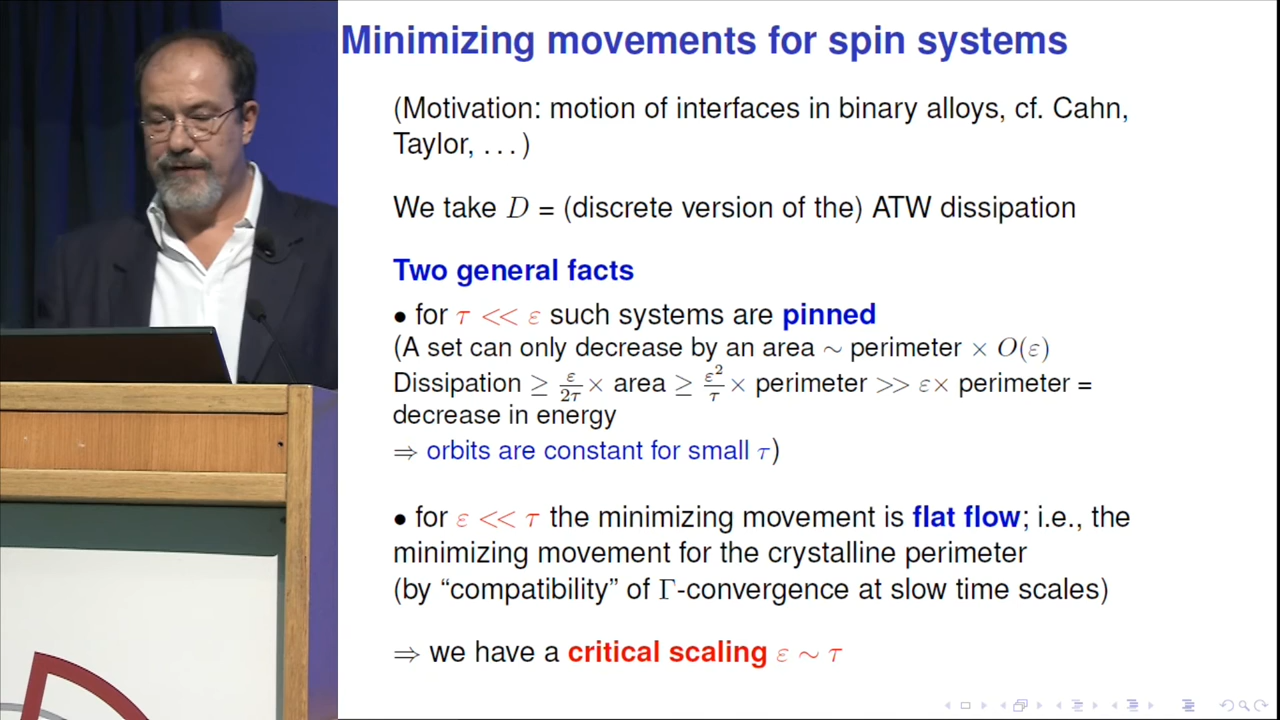 Minimizing movements for spin systems
(Motivation: motion of interfaces in binary alloys, cf. Cahn,
Taylor, ...)
We take D = (discrete version of the) ATW dissipation
Two general facts
• for τ << ε such systems are pinned
(A set can only decrease by an area ∼ perimeter × O(ε)
Dissipation ≥ ε/2τ × area ≥ ε²/τ × perimeter >> ε× perimeter =
decrease in energy
⇒ orbits are constant for small τ)
• for ε << τ the minimizing movement is flat flow; i.e., the
minimizing movement for the crystalline perimeter
(by “compatibility” of Γ-convergence at slow time scales)
⇒ we have a critical scaling ε ∼ τ